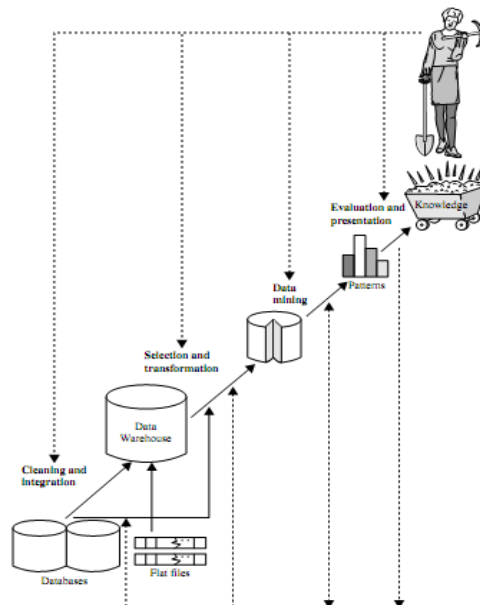 Evaluation and
presentation
Knowledge
Patterns
Data
mining
Selection and
transformation
Data
Warehouse
Cleaning and
integration
Databases
Flat files